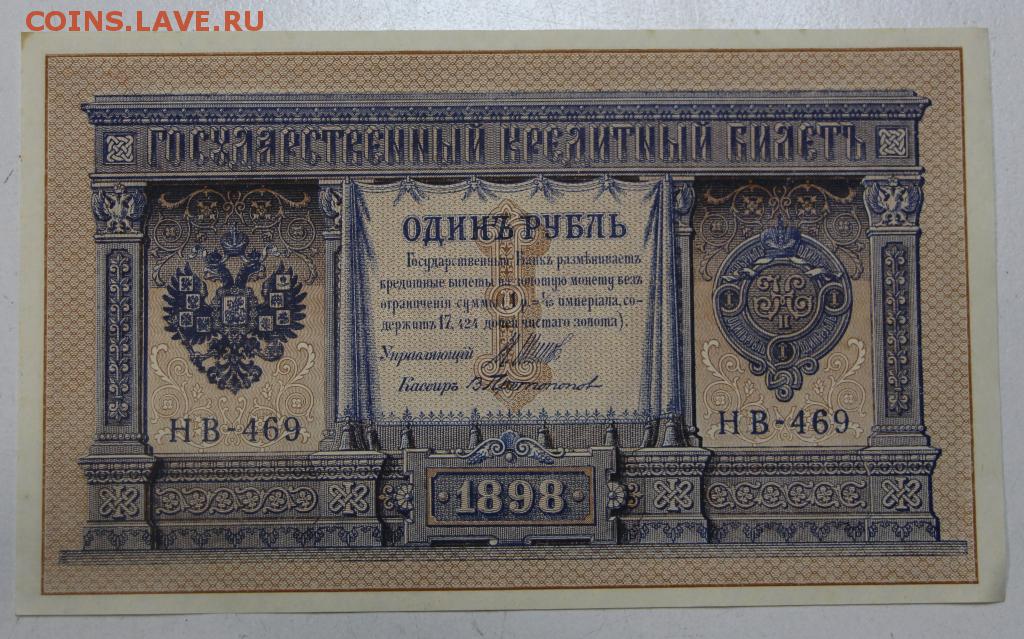 COINS.LAVE.RU
ГОСУДАРСТВЕННЫЙ КРЕДИТНЫЙ БИЛЕТЪ
ОДИНЪ РУБЛЬ
Государственный Банкъ размѣниваетъ
кредитные билеты на золотую монету безъ
ограниченія суммы (1 р. = 1/15 имперіала, со-
держитъ 17,424 долей чистаго золота).
Управляющій
Кассиръ
НВ-469
НВ-469
1898